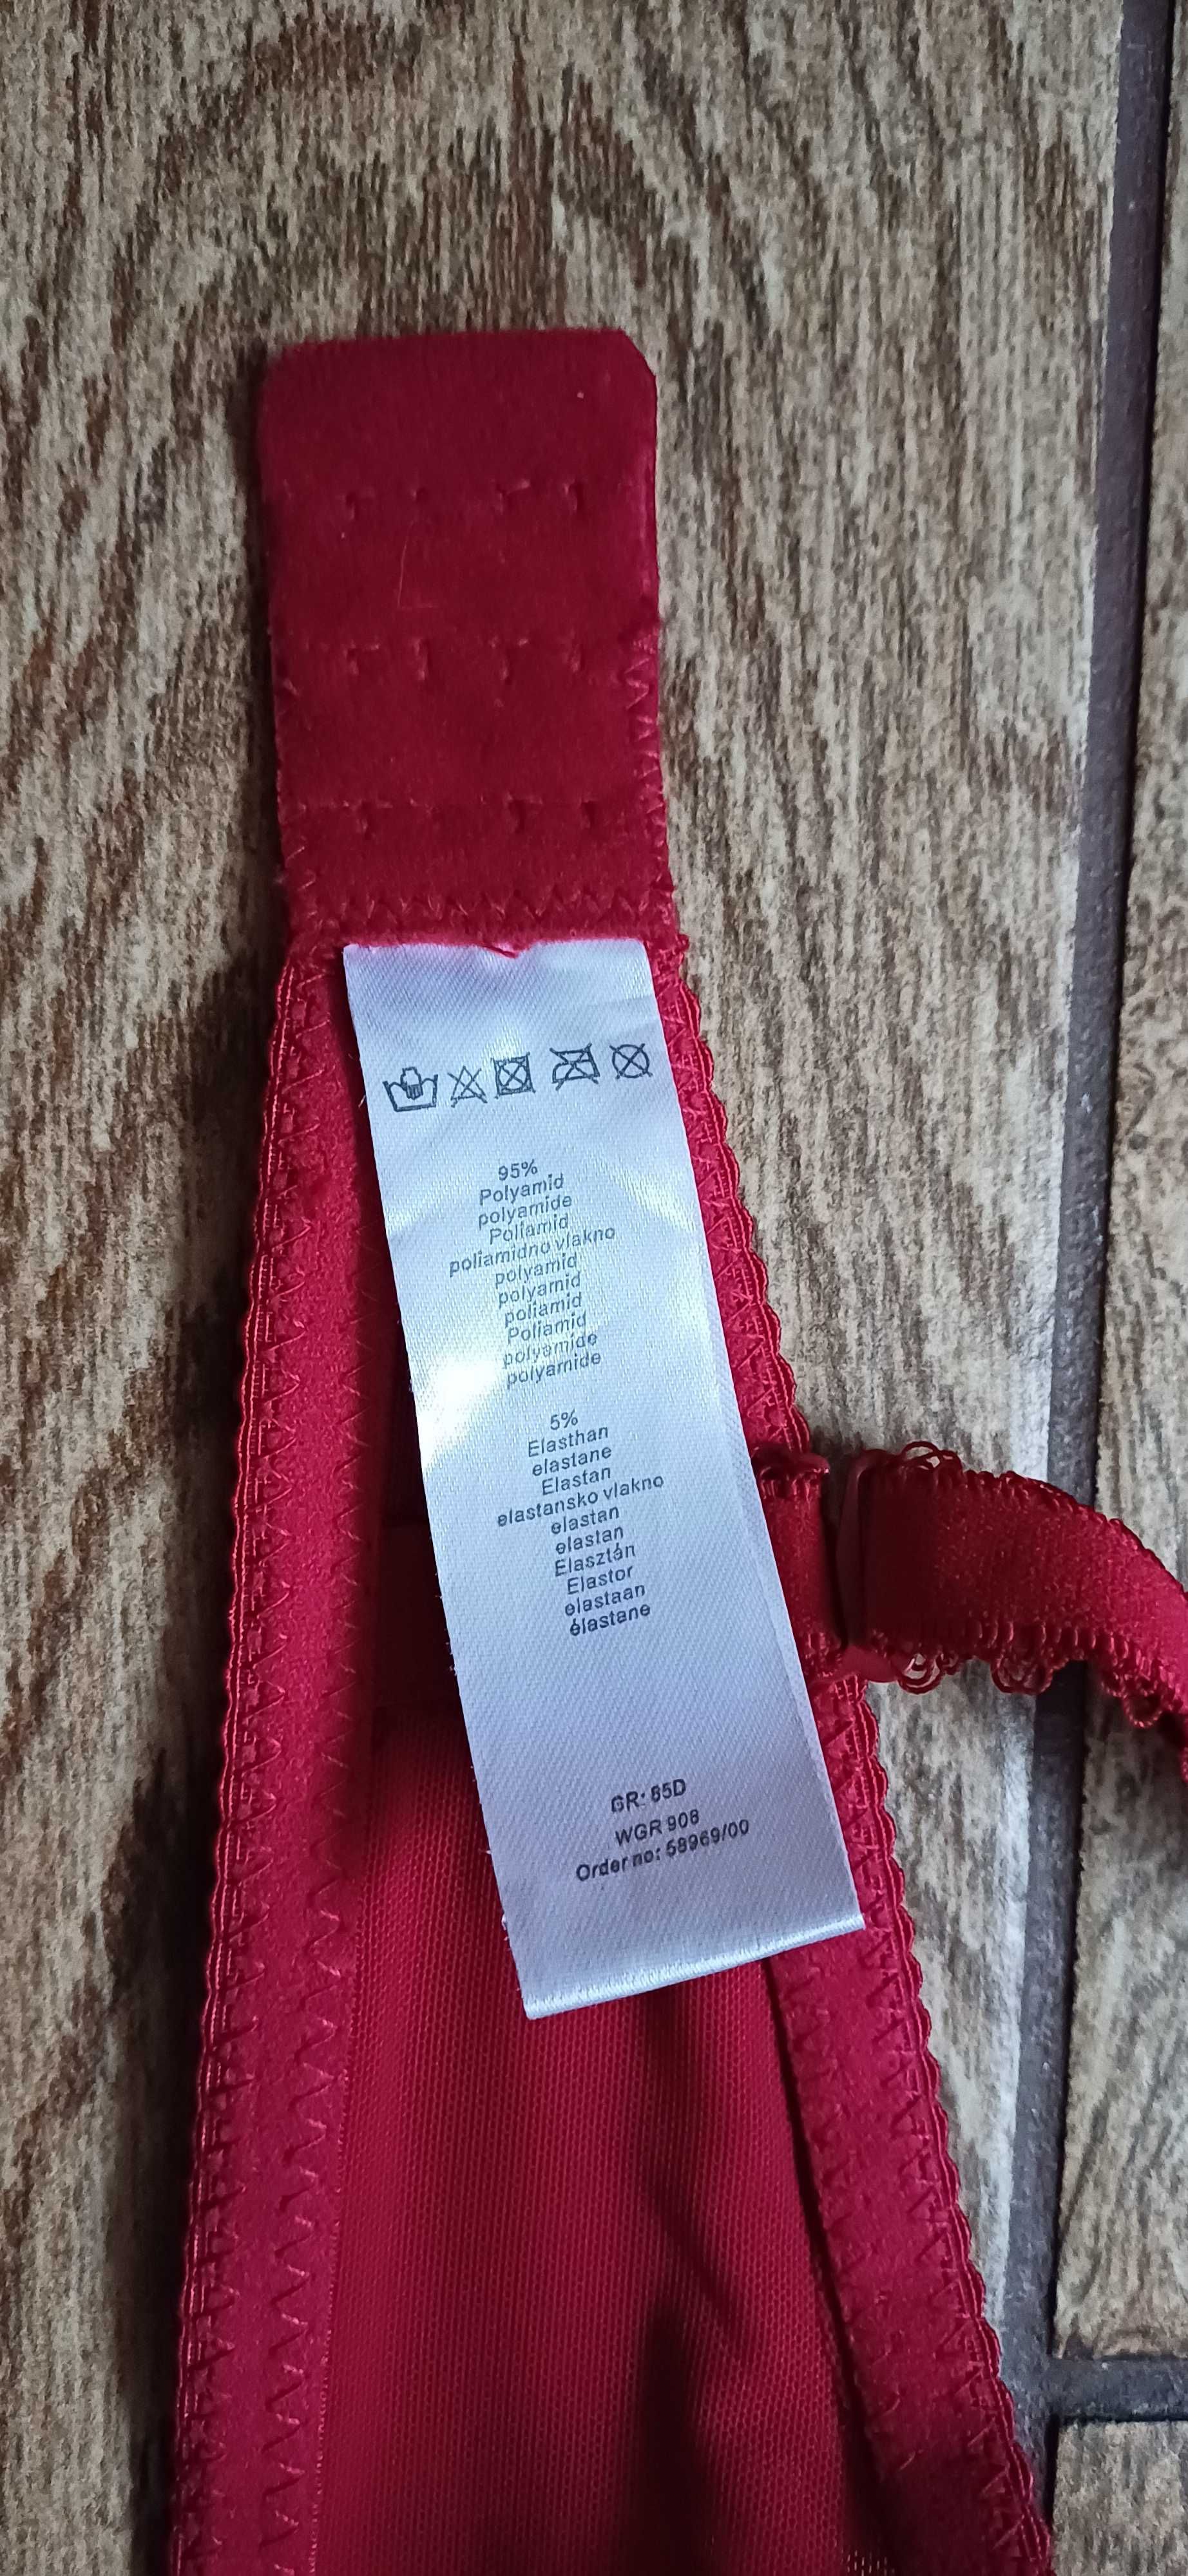 95%
Polyamid
polyamide
Poliamid
poliamidno vlakno
polyamid
polyamid
poliamid
Poliamid
polyamide
polyamide
5%
Elasthan
elastane
Elastan
elastansko vlakno
elastan
elastan
Elasztán
Elastor
elastaan
élastane
GR: 85D
WGR 908
Order no: 58969/00